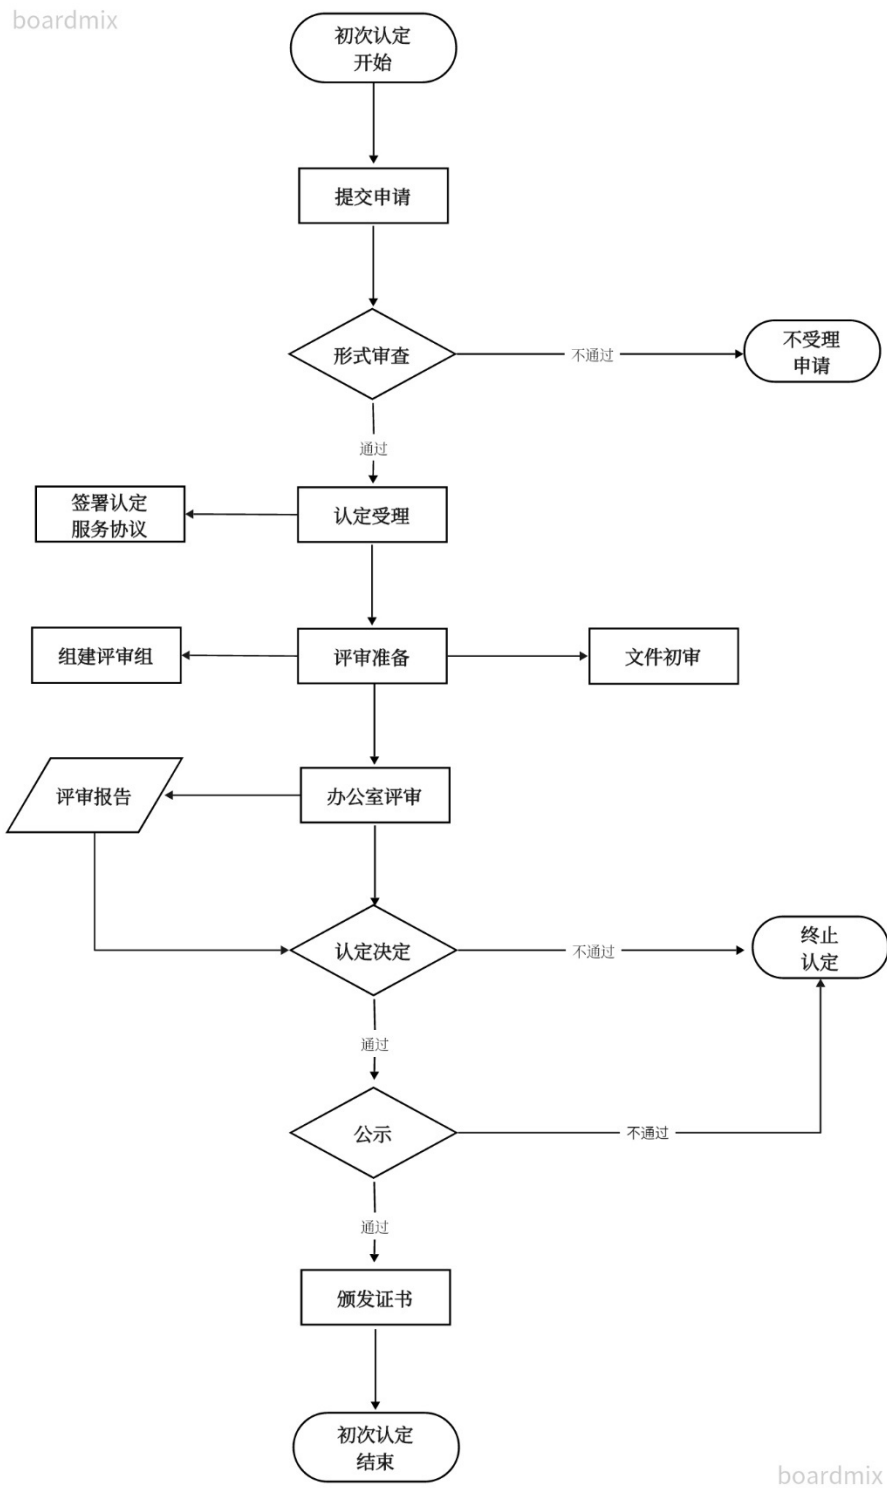 boardmix
初次认定
开始
提交申请
形式审查
不通过
不受理
申请
通过
签署认定
服务协议
认定受理
组建评审组
评审准备
文件初审
评审报告
办公室评审
认定决定
不通过
终止
认定
通过
公示
不通过
通过
颁发证书
初次认定
结束
boardmix